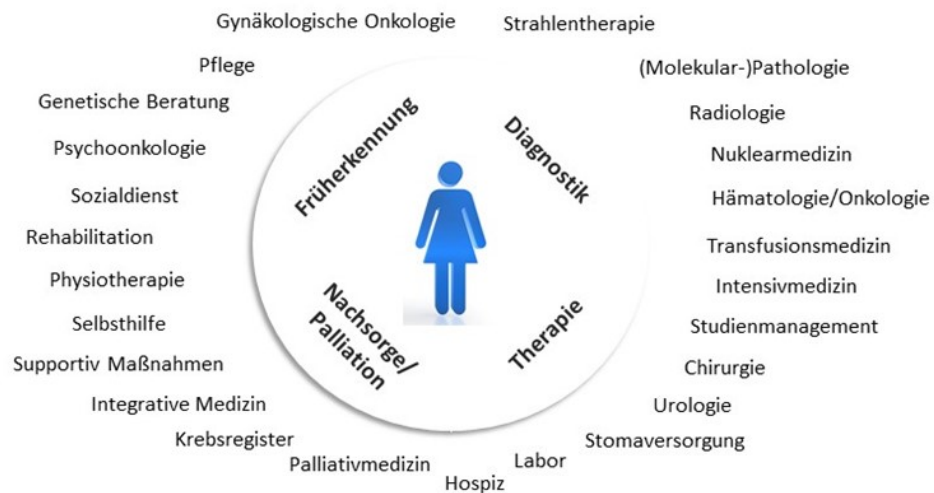 Gynäkologische Onkologie
Strahlentherapie
Pflege
(Molekular-)Pathologie
Genetische Beratung
Radiologie
Psychoonkologie
Nuklearmedizin
Sozialdienst
Hämatologie/Onkologie
Rehabilitation
Transfusionsmedizin
Physiotherapie
Intensivmedizin
Selbsthilfe
Studienmanagement
Supportiv Maßnahmen
Chirurgie
Integrative Medizin
Urologie
Krebsregister
Stomaversorgung
Palliativmedizin
Labor
Hospiz
Früherkennung
Diagnostik
Nachsorge/
Palliation
Therapie